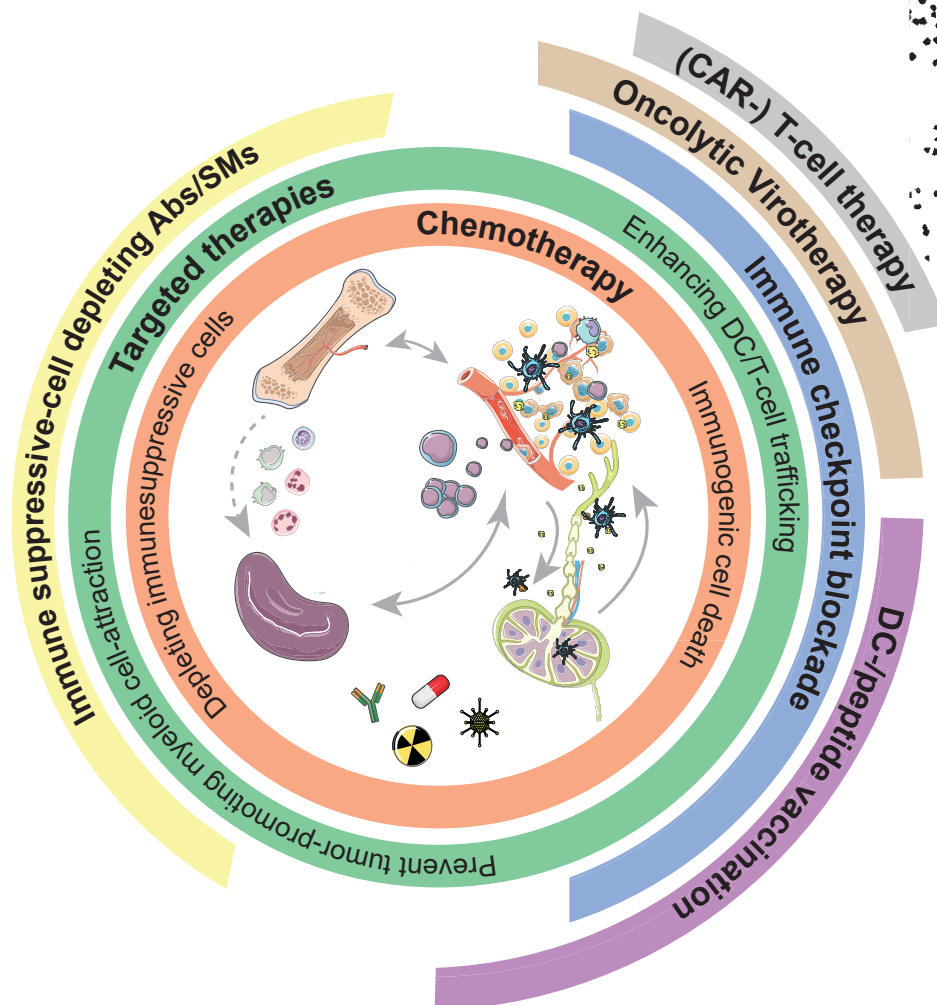 (CAR-) T-cell therapy
Oncolytic Virotherapy
Immune checkpoint blockade
DC-/peptide vaccination
Immune suppressive-cell depleting Abs/SMs
Targeted therapies
Enhancing DC/T-cell trafficking
Prevent tumor-promoting myeloid cell-attraction
Chemotherapy
Immunogenic cell death
Depleting immunesuppressive cells